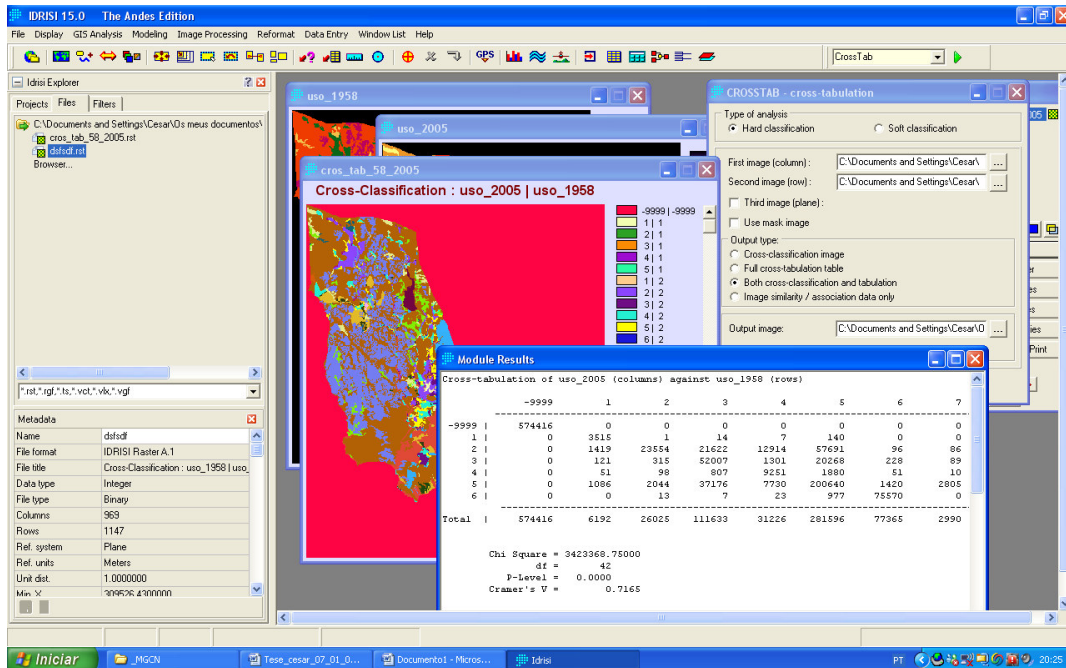 IDRISI 15.0 The Andes Edition
File Display GIS Analysis Modeling Image Processing Reformat Data Entry Window List Help
GPS
CrossTab
Idrisi Explorer
Projects Files Filters
C:\Documents and Settings\Cesar\Os meus documentos\
cros_tab_58_2005.rst
dsfsdf.rst
Browse...
*.rst,*.rgf,*.ts,*.vct,*.vlx,*.vgf
Metadata
Name dsfsdf
File format IDRISI Raster A.1
File title Cross-Classification : uso_1958 | uso_
Data type Integer
File type Binary
Columns 969
Rows 1147
Ref. system Plane
Ref. units Meters
Unit dist. 1.0000000
Min X 309526.4300000
uso_1958
uso_2005
cros_tab_58_2005
Cross-Classification : uso_2005 | uso_1958
-9999 | -9999
1 | 1
2 | 1
3 | 1
4 | 1
5 | 1
1 | 2
2 | 2
3 | 2
4 | 2
5 | 2
6 | 2
CROSSTAB - cross-tabulation
Type of analysis
Hard classification Soft classification
First image (column) : C:\Documents and Settings\Cesar\ ...
Second image (row) : C:\Documents and Settings\Cesar\ ...
Third image (plane) :
Use mask image
Output type:
Cross-classification image
Full cross-tabulation table
Both cross-classification and tabulation
Image similarity / association data only
Output image: C:\Documents and Settings\Cesar\O ...
05
er
es
s
ies
Print
Module Results
Cross-tabulation of uso_2005 (columns) against uso_1958 (rows)
-9999 1 2 3 4 5 6 7
-9999 | 574416 0 0 0 0 0 0 0
1 | 0 3515 1 14 7 140 0 0
2 | 0 1419 23554 21622 12914 57691 96 86
3 | 0 121 315 52007 1301 20268 228 89
4 | 0 51 98 807 9251 1880 51 10
5 | 0 1086 2044 37176 7730 200640 1420 2805
6 | 0 0 13 7 23 977 75570 0
Total | 574416 6192 26025 111633 31226 281596 77365 2990
Chi Square = 3423368.75000
df = 42
P-Level = 0.0000
Cramer's V = 0.7165
Iniciar _MGCN Tese_cesar_07_01_0... Documento1 - Micros... Idrisi PT 20:25